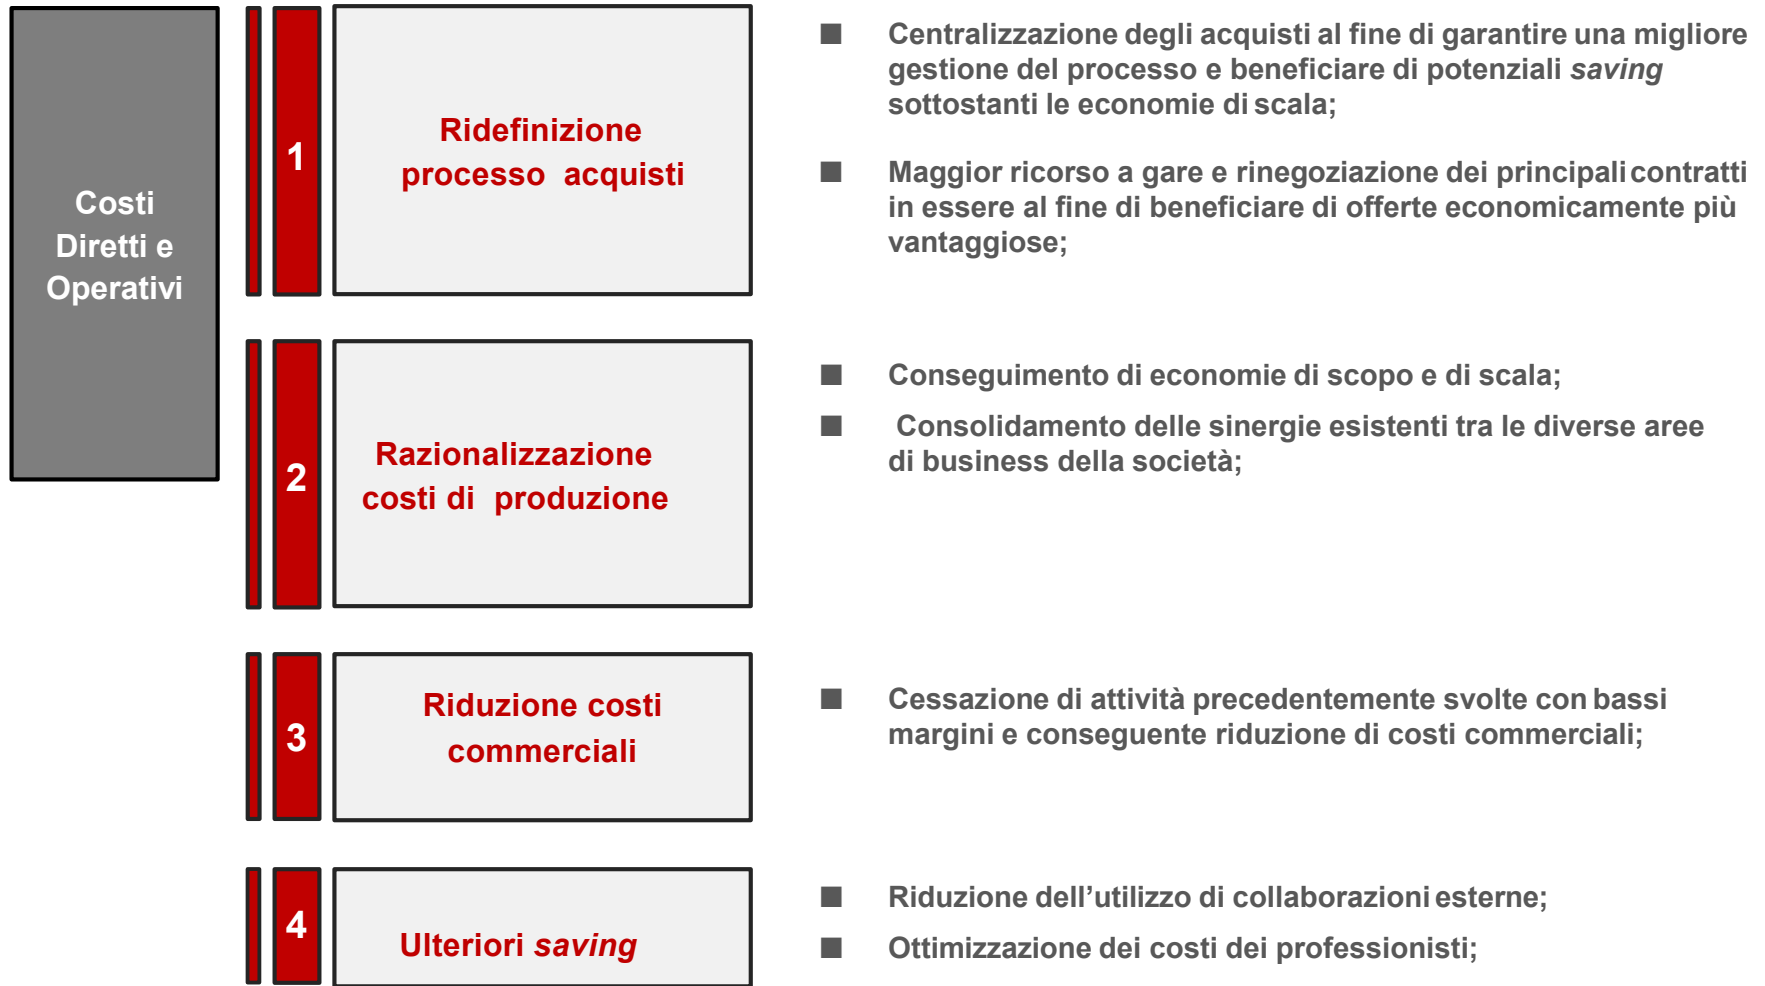 Costi
Diretti e
Operativi
1
Ridefinizione
processo acquisti
■ Centralizzazione degli acquisti al fine di garantire una migliore
gestione del processo e beneficiare di potenziali saving
sottostanti le economie di scala;
■ Maggior ricorso a gare e rinegoziazione dei principali contratti
in essere al fine di beneficiare di offerte economicamente più
vantaggiose;
2
Razionalizzazione
costi di produzione
■ Conseguimento di economie di scopo e di scala;
■ Consolidamento delle sinergie esistenti tra le diverse aree
di business della società;
3
Riduzione costi
commerciali
■ Cessazione di attività precedentemente svolte con bassi
margini e conseguente riduzione di costi commerciali;
4
Ulteriori saving
■ Riduzione dell’utilizzo di collaborazioni esterne;
■ Ottimizzazione dei costi dei professionisti;